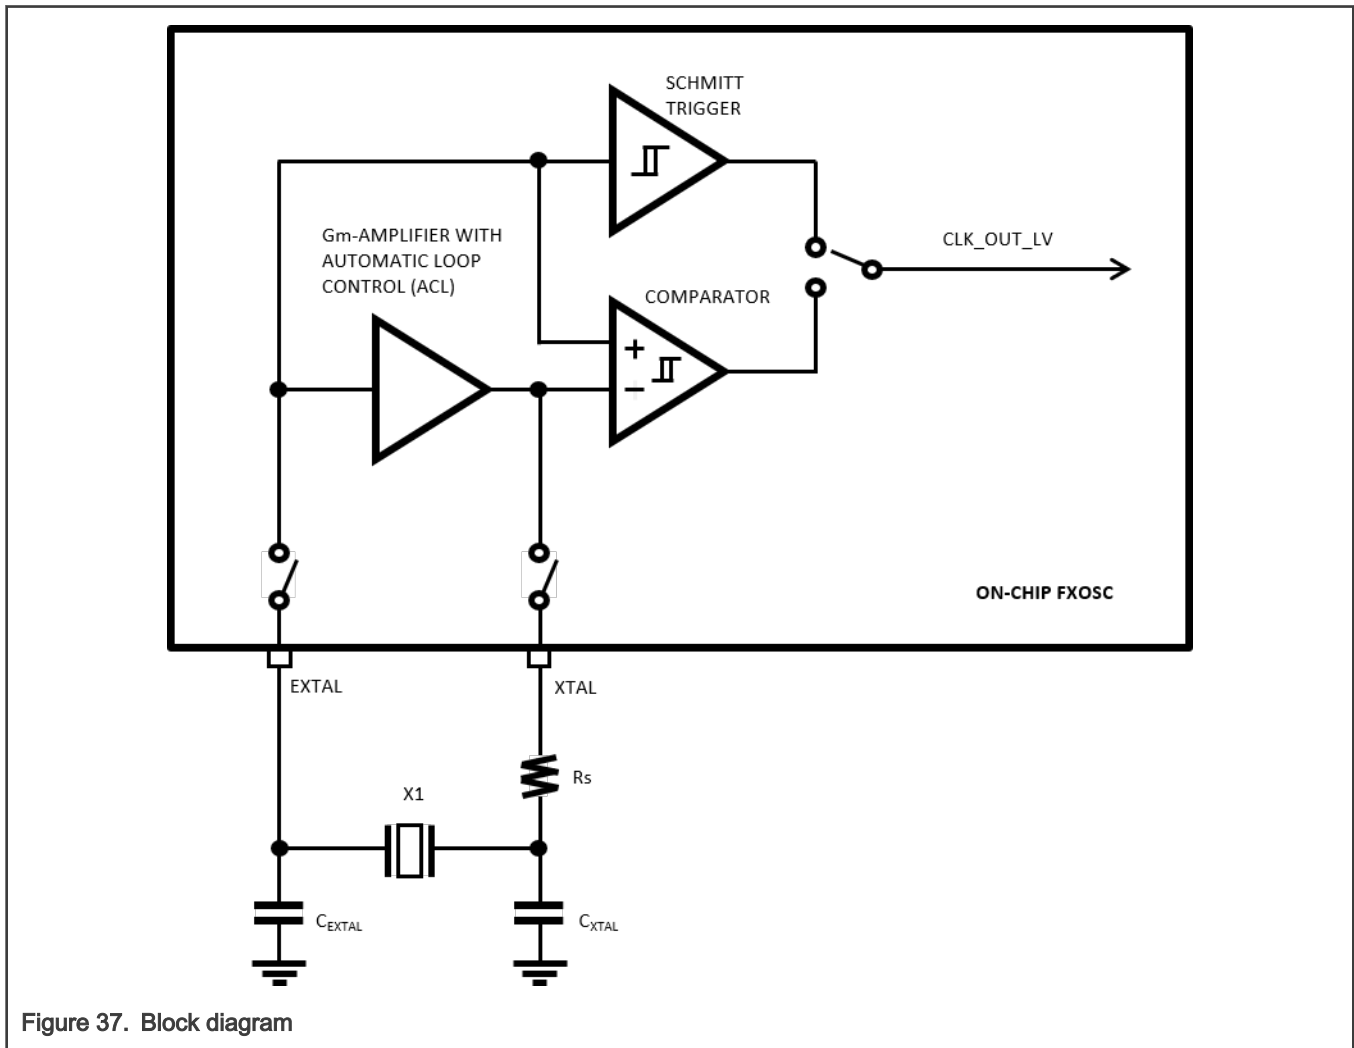 SCHMITT
TRIGGER
Gm-AMPLIFIER WITH
AUTOMATIC LOOP
CONTROL (ACL)
CLK_OUT_LV
COMPARATOR
+
−
ON-CHIP FXOSC
EXTAL
XTAL
Rs
X1
CEXTAL
CXTAL
Figure 37. Block diagram